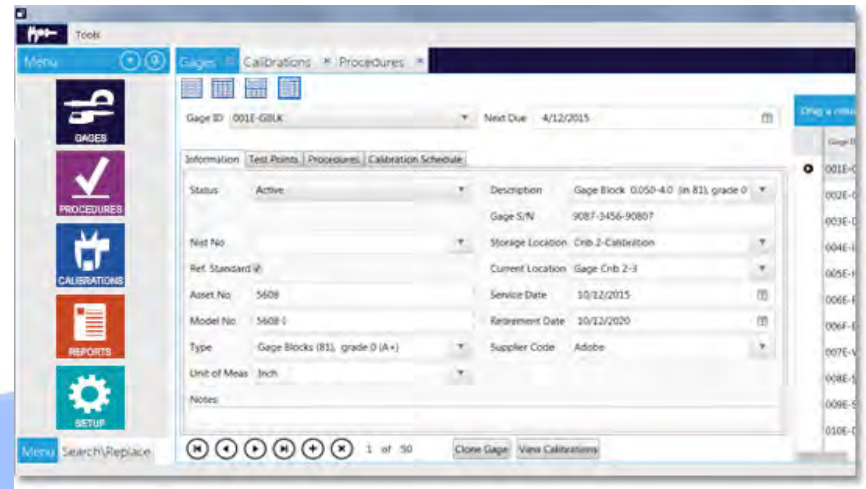 Tools
Menu
Gages Calibrations × Procedures ×
GAGES
PROCEDURES
CALIBRATIONS
REPORTS
SETUP
Menu Search\Replace
Gage ID 001E-GBLK Next Due 4/12/2015
Information Test Points Procedures Calibration Schedule
Status Active Description Gage Block 0.050-4.0 (in 81), grade 0
Gage S/N 9087-3456-90807
Nist No Storage Location Crib 2-Calibration
Ref. Standard Current Location Gage Crib 2-3
Asset No 5608 Service Date 10/12/2015
Model No Retirement Date 10/12/2020
Type Gage Blocks (81), grade 0 (A+) Supplier Code Adobe
Unit of Meas Inch
Notes
1 of 50 Clone Gage View Calibrations
Drag a
Gage
001E-
002E-
003E-
004E-
005E-
006E-
006F-
007E-
008E-
009E-
010E-